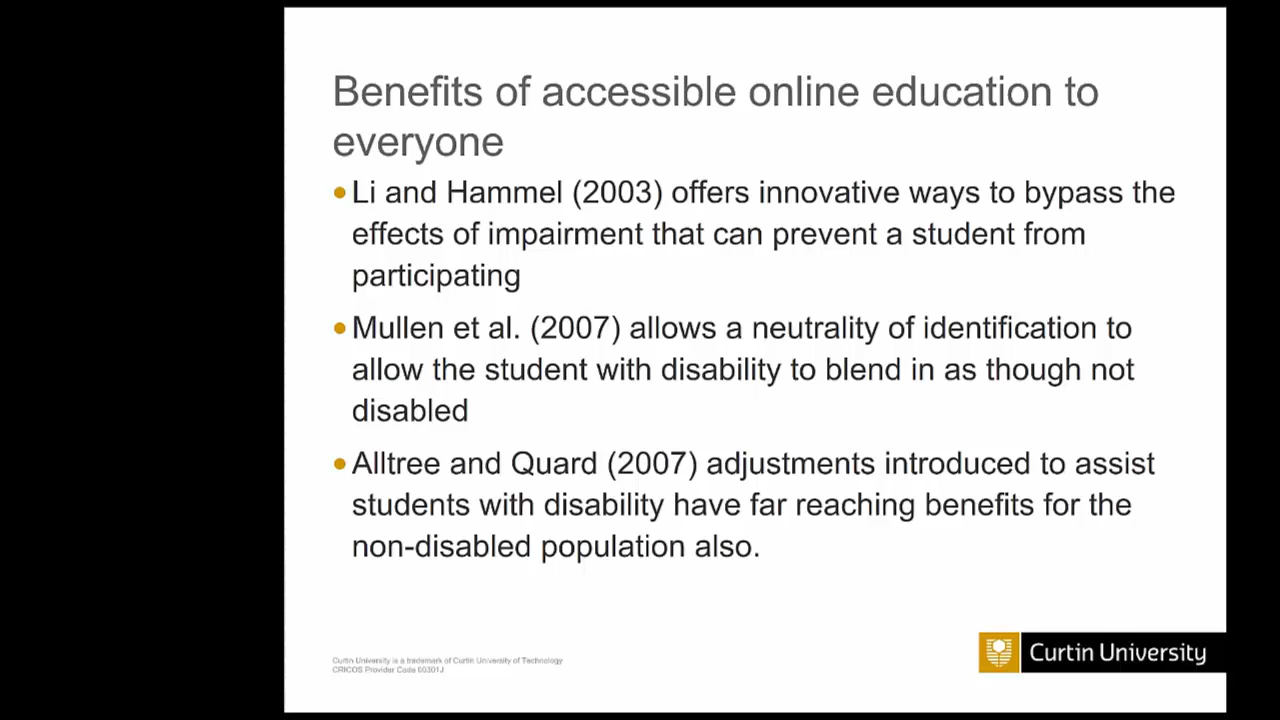 Benefits of accessible online education to
everyone
•Li and Hammel (2003) offers innovative ways to bypass the
effects of impairment that can prevent a student from
participating
•Mullen et al. (2007) allows a neutrality of identification to
allow the student with disability to blend in as though not
disabled
•Alltree and Quard (2007) adjustments introduced to assist
students with disability have far reaching benefits for the
non-disabled population also.
Curtin University is a trademark of Curtin University of Technology
CRICOS Provider Code 00301J
Curtin University